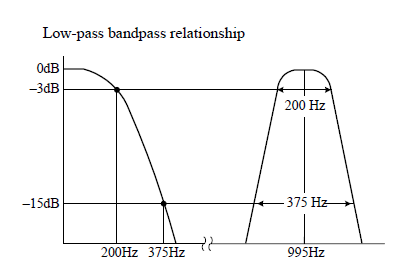 Low-pass bandpass relationship
0dB
–3dB
200 Hz
–15dB
375 Hz
200Hz 375Hz
995Hz